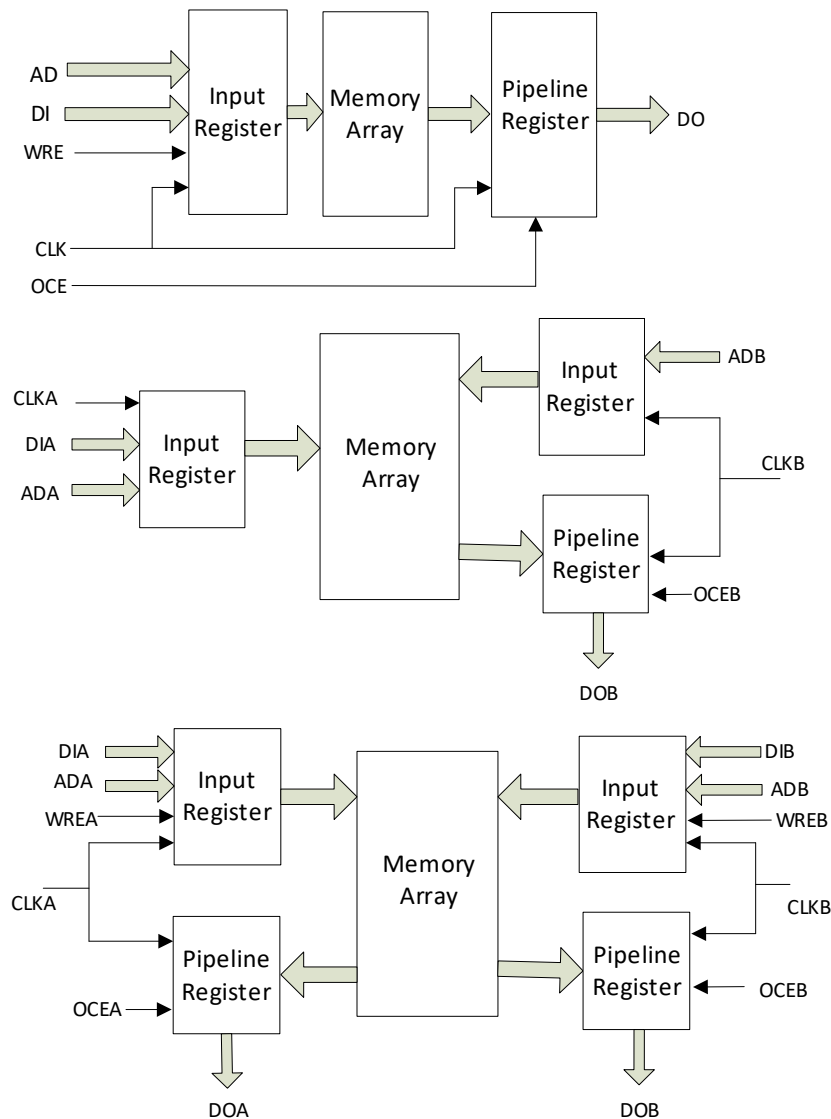 AD
DI
WRE
CLK
OCE
Input
Register
Memory
Array
Pipeline
Register
DO
CLKA
DIA
ADA
Input
Register
Memory
Array
Input
Register
ADB
CLKB
Pipeline
Register
OCEB
DOB
DIA
ADA
WREA
CLKA
OCEA
Input
Register
Pipeline
Register
DOA
Memory
Array
Input
Register
DIB
ADB
WREB
CLKB
Pipeline
Register
OCEB
DOB